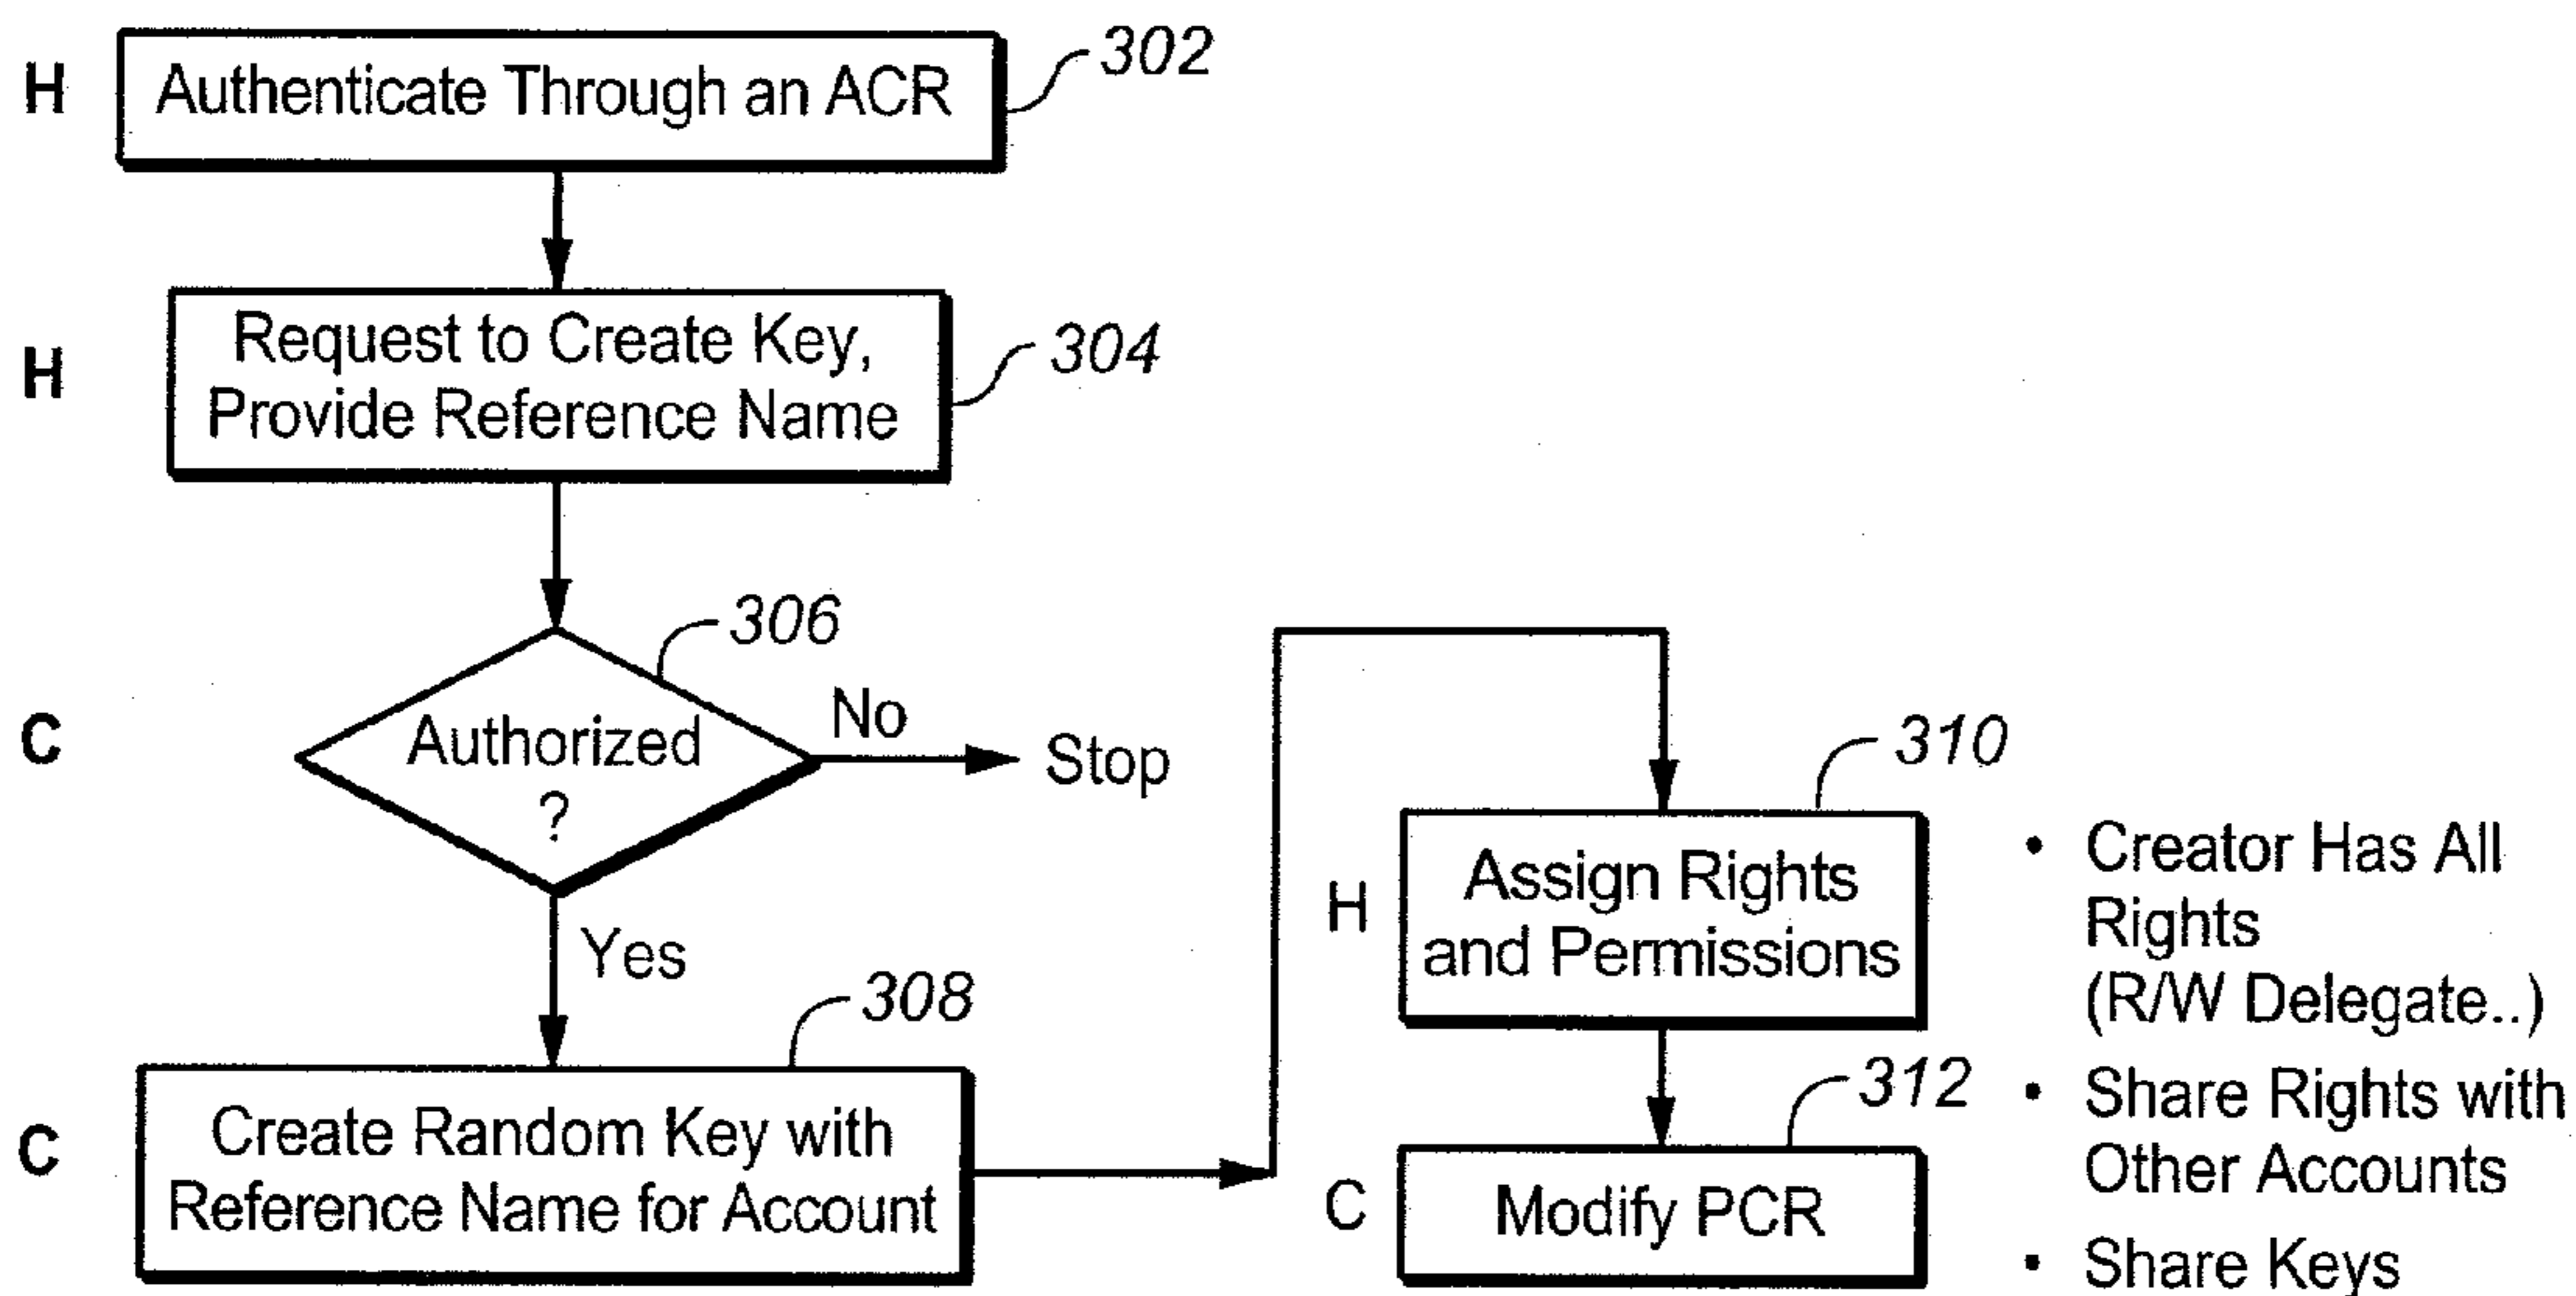 H
Authenticate Through an ACR
302
H
Request to Create Key,
Provide Reference Name
304
C
306
Authorized
?
No
Stop
Yes
C
308
Create Random Key with
Reference Name for Account
310
H
Assign Rights
and Permissions
312
C
Modify PCR
• Creator Has All
Rights
(R/W Delegate..)
• Share Rights with
Other Accounts
• Share Keys